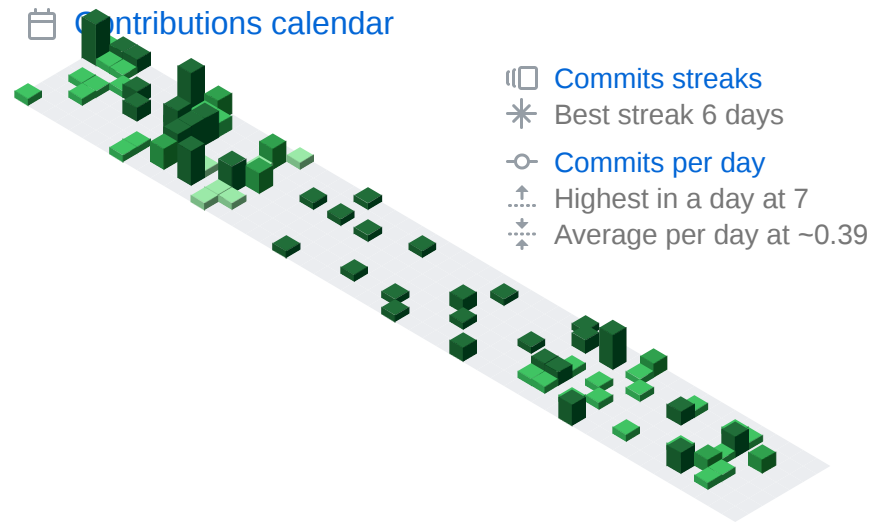 Contributions calendar
Commits streaks
Best streak 6 days
Commits per day
Highest in a day at 7
Average per day at ~0.39